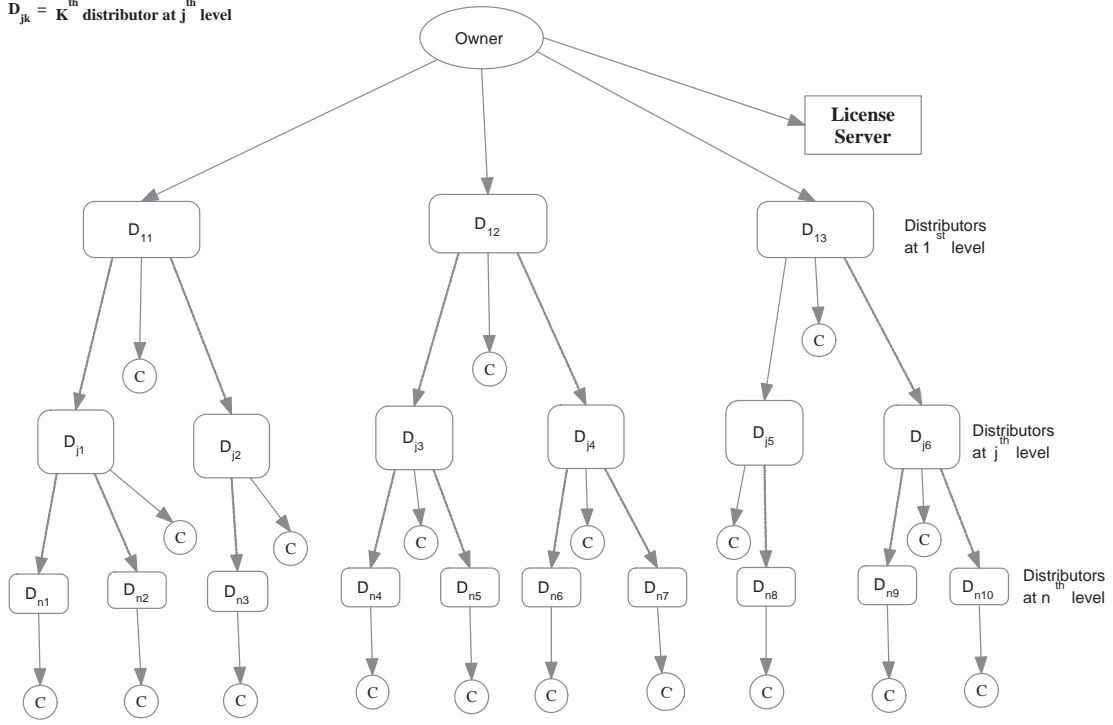 D_jk = K^th distributor at j^th level
Owner
License
Server
D_11
D_12
D_13
Distributors
at 1^st level
C
C
C
D_j1
D_j2
D_j3
D_j4
D_j5
D_j6
Distributors
at j^th level
C
C
C
C
C
C
D_n1
D_n2
D_n3
D_n4
D_n5
D_n6
D_n7
D_n8
D_n9
D_n10
Distributors
at n^th level
C
C
C
C
C
C
C
C
C
C